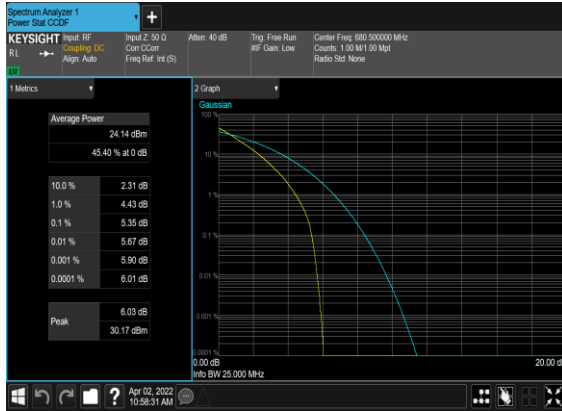 Spectrum Analyzer 1
Power Stat CCDF
+
KEYSIGHT
RL
LU
Input: RF
Coupling: DC
Align: Auto
Input Z: 50 Ω
Corr CCorr
Freq Ref: Int (S)
Atten: 40 dB
Trig: Free Run
#IF Gain: Low
Center Freq: 680.500000 MHz
Counts: 1.00 M/1.00 Mpt
Radio Std: None
1 Metrics
Average Power
24.14 dBm
45.40 % at 0 dB
10.0 % 2.31 dB
1.0 % 4.43 dB
0.1 % 5.35 dB
0.01 % 5.67 dB
0.001 % 5.90 dB
0.0001 % 6.01 dB
Peak
6.03 dB
30.17 dBm
2 Graph
Gaussian
100 %
10 %
1 %
0.1 %
0.01 %
0.001 %
0.0001 %
0.00 dB
20.00 d
Info BW 25.000 MHz
?
Apr 02, 2022
10:58:31 AM